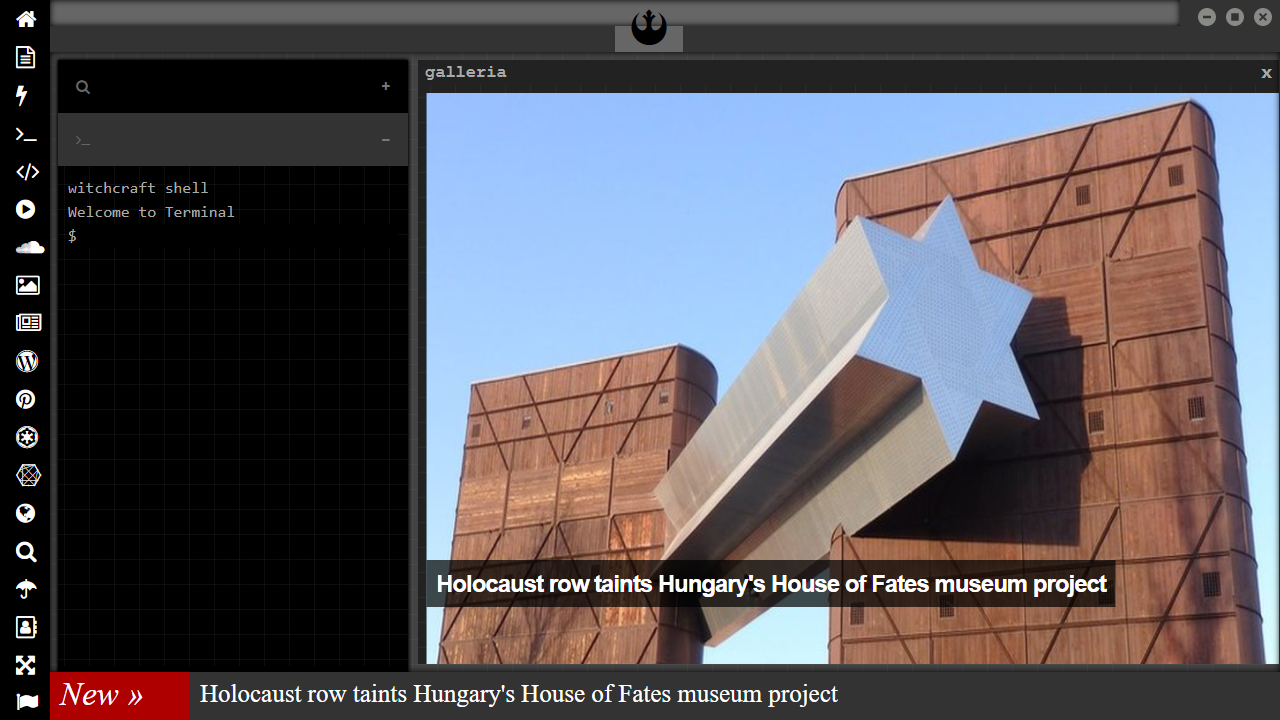 galleria
x
+
>_
−
witchcraft shell
Welcome to Terminal
$
Holocaust row taints Hungary's House of Fates museum project
New » Holocaust row taints Hungary's House of Fates museum project